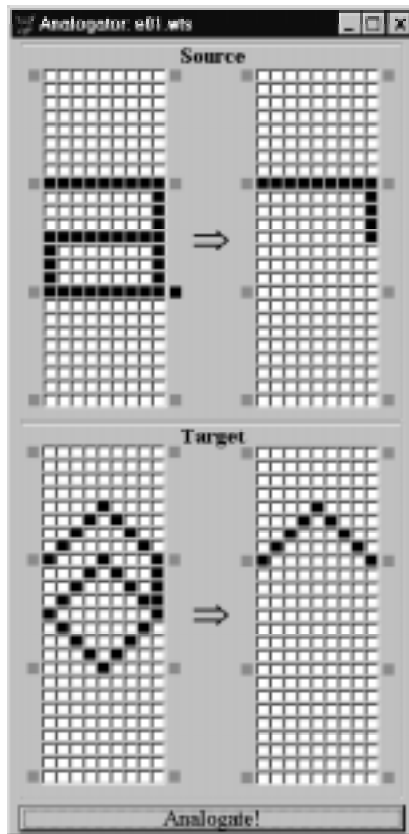 Analogator: e01.wts
Source
⇒
Target
⇒
Analogate!